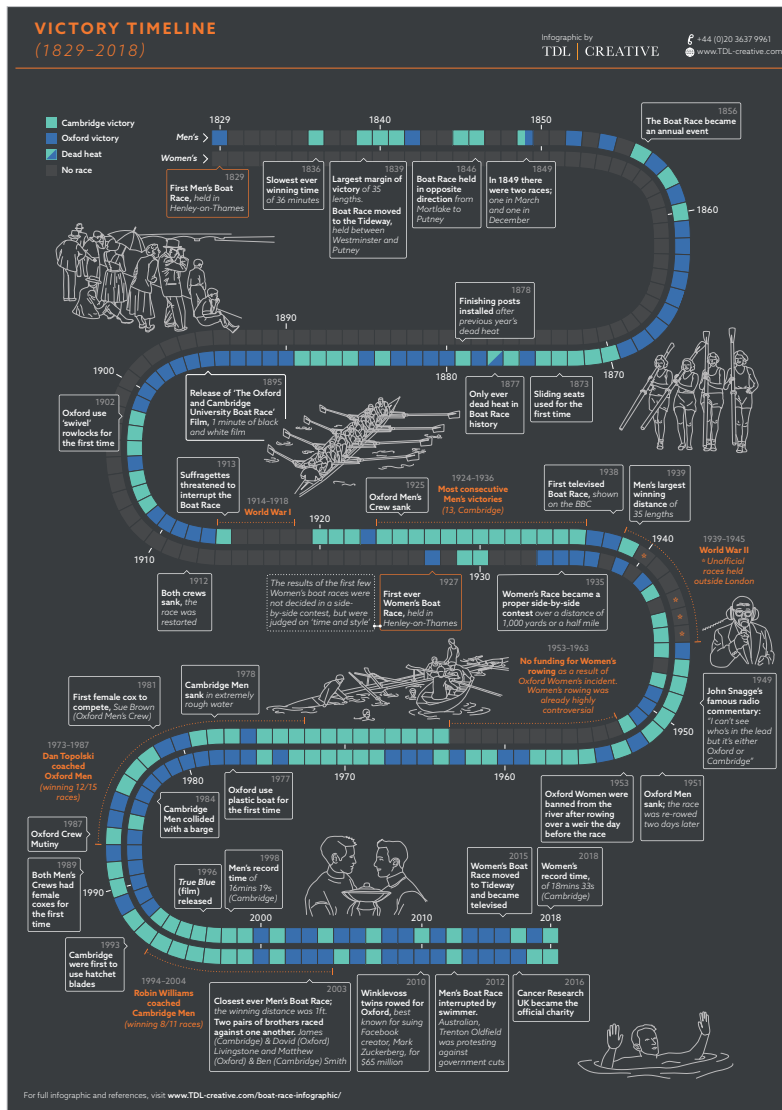 VICTORY TIMELINE
(1829–2018)
Infographic by
TDL | CREATIVE
+44 (0)20 3637 9961
www.TDL-creative.com
Cambridge victory
Oxford victory
Dead heat
No race
Men's
Women's
1829
1840
1850
1856
The Boat Race became
an annual event
1829
First Men's Boat
Race, held in
Henley-on-Thames
1836
Slowest ever
winning time
of 36 minutes
1839
Largest margin of
victory of 35
lengths.
Boat Race moved
to the Tideway,
held between
Westminster and
Putney
1846
Boat Race held
in opposite
direction from
Mortlake to
Putney
1849
In 1849 there
were two races;
one in March
and one in
December
1860
1878
Finishing posts
installed after
previous year's
dead heat
1890
1880
1870
1900
1895
Release of 'The Oxford
and Cambridge
University Boat Race'
Film, 1 minute of black
and white film
1877
Only ever
dead heat in
Boat Race
history
1873
Sliding seats
used for the
first time
1902
Oxford use
'swivel'
rowlocks for
the first time
1913
Suffragettes
threatened to
interrupt the
Boat Race
1914–1918
World War I
1925
Oxford Men's
Crew sank
1924–1936
Most consecutive
Men's victories
(13, Cambridge)
1938
First televised
Boat Race, shown
on the BBC
1939
Men's largest
winning
distance of
35 lengths
1920
1940
1939–1945
World War II
* Unofficial
races held
outside London
*
*
*
*
1910
1930
1912
Both crews
sank, the
race was
restarted
The results of the first few
Women's boat races were
not decided in a side-
by-side contest, but were
judged on 'time and style'
1927
First ever
Women's Boat
Race, held in
Henley-on-Thames
1935
Women's Race became a
proper side-by-side
contest over a distance of
1,000 yards or a half mile
1953–1963
No funding for Women's
rowing as a result of
Oxford Women's incident.
Women's rowing was
already highly
controversial
1949
John Snagge's
famous radio
commentary:
"I can't see
who's in the lead
but it's either
Oxford or
Cambridge"
1950
1981
First female cox to
compete, Sue Brown
(Oxford Men's Crew)
1978
Cambridge Men
sank in extremely
rough water
1973–1987
Dan Topolski
coached
Oxford Men
(winning 12/15
races)
1980
1970
1960
1984
Cambridge
Men collided
with a barge
1977
Oxford use
plastic boat for
the first time
1953
Oxford Women were
banned from the
river after rowing
over a weir the day
before the race
1951
Oxford Men
sank; the race
was re-rowed
two days later
1987
Oxford Crew
Mutiny
1989
Both Men's
Crews had
female
coxes for the
first time
1990
1996
True Blue
(film)
released
1998
Men's record
time of
16mins 19s
(Cambridge)
2015
Women's Boat
Race moved
to Tideway
and became
televised
2018
Women's
record time,
of 18mins 33s
(Cambridge)
2000
2010
2018
1993
Cambridge
were first to
use hatchet
blades
1994–2004
Robin Williams
coached
Cambridge Men
(winning 8/11 races)
2003
Closest ever Men's Boat Race;
the winning distance was 1ft.
Two pairs of brothers raced
against one another. James
(Cambridge) & David (Oxford)
Livingstone and Matthew
(Oxford) & Ben (Cambridge) Smith
2010
Winklevoss
twins rowed for
Oxford, best
known for suing
Facebook
creator, Mark
Zuckerberg, for
$65 million
2012
Men's Boat Race
interrupted by
swimmer.
Australian,
Trenton Oldfield
was protesting
against
government cuts
2016
Cancer Research
UK became the
official charity
For full infographic and references, visit www.TDL-creative.com/boat-race-infographic/